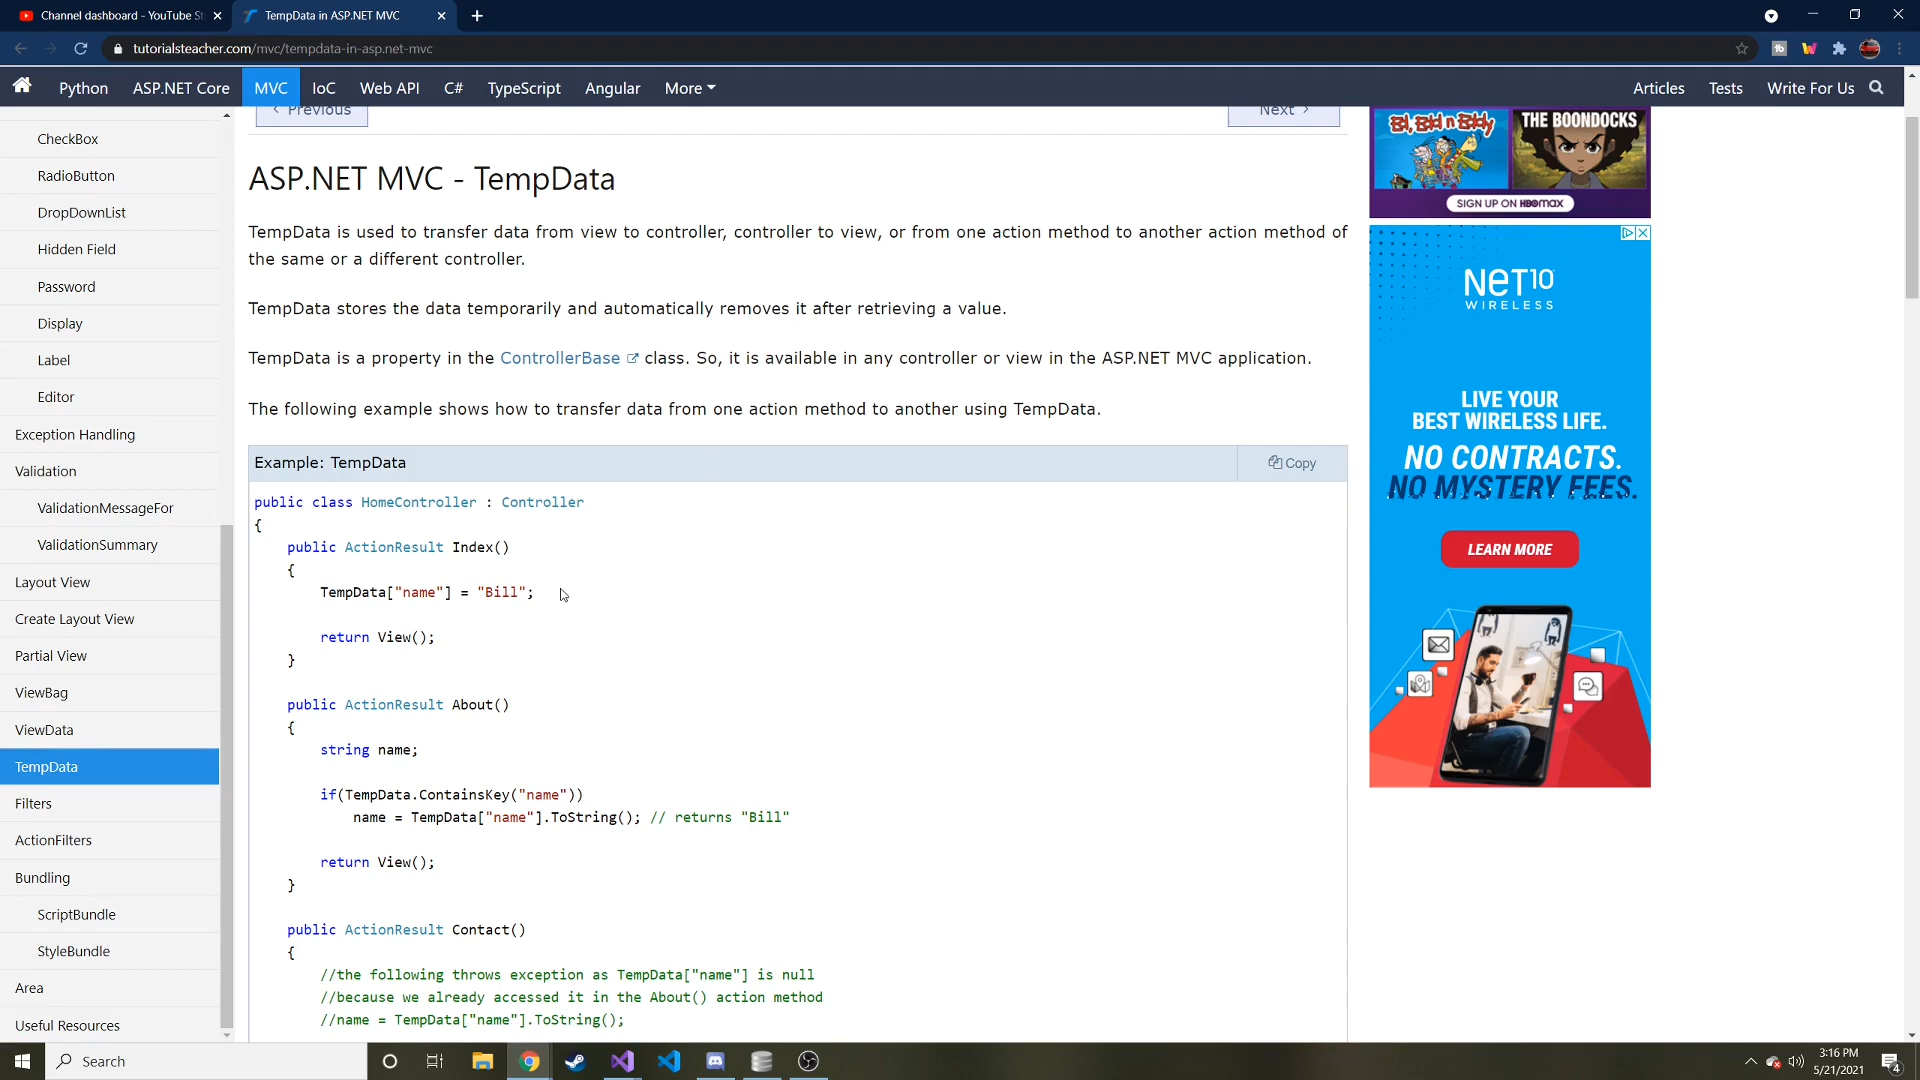 Channel dashboard - YouTube St
TempData in ASP.NET MVC
tutorialsteacher.com/mvc/tempdata-in-asp.net-mvc
Python
ASP.NET Core
MVC
IoC
Web API
C#
TypeScript
Angular
More
Articles
Tests
Write For Us
CheckBox
RadioButton
DropDownList
Hidden Field
Password
Display
Label
Editor
Exception Handling
Validation
ValidationMessageFor
ValidationSummary
Layout View
Create Layout View
Partial View
ViewBag
ViewData
TempData
Filters
ActionFilters
Bundling
ScriptBundle
StyleBundle
Area
Useful Resources
‹ Previous
Next ›
ASP.NET MVC - TempData
TempData is used to transfer data from view to controller, controller to view, or from one action method to another action method of
the same or a different controller.
TempData stores the data temporarily and automatically removes it after retrieving a value.
TempData is a property in the ControllerBase class. So, it is available in any controller or view in the ASP.NET MVC application.
The following example shows how to transfer data from one action method to another using TempData.
Example: TempData
Copy
public class HomeController : Controller
{
public ActionResult Index()
{
TempData["name"] = "Bill";
return View();
}
public ActionResult About()
{
string name;
if(TempData.ContainsKey("name"))
name = TempData["name"].ToString(); // returns "Bill"
return View();
}
public ActionResult Contact()
{
//the following throws exception as TempData["name"] is null
//because we already accessed it in the About() action method
//name = TempData["name"].ToString();
Ed, Edd n Eddy
THE BOONDOCKS
SIGN UP ON HBOMAX
NET10
WIRELESS
LIVE YOUR
BEST WIRELESS LIFE.
NO CONTRACTS.
NO MYSTERY FEES.
LEARN MORE
Search
3:16 PM
5/21/2021
4